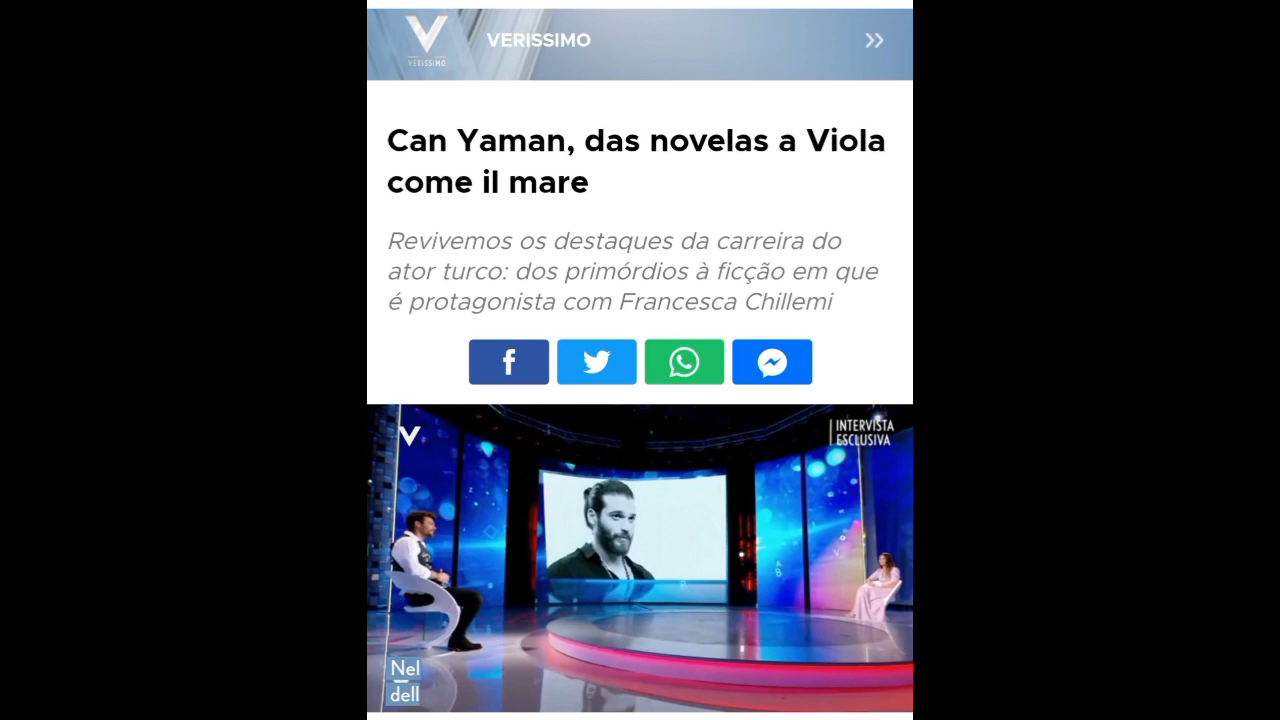 VERISSIMO
VERISSIMO
Can Yaman, das novelas a Viola
come il mare
Revivemos os destaques da carreira do
ator turco: dos primórdios à ficção em que
é protagonista com Francesca Chillemi
INTERVISTA
ESCLUSIVA
Nel
dell